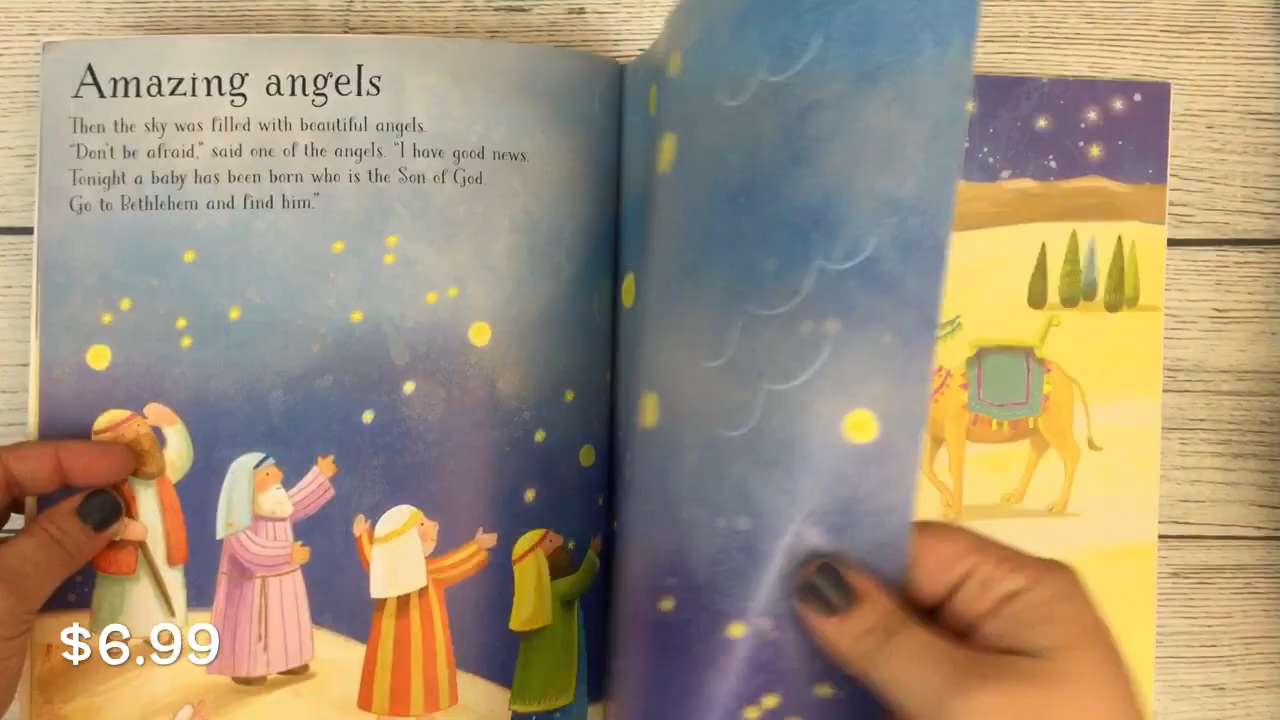 Amazing angels
Then the sky was filled with beautiful angels.
"Don't be afraid," said one of the angels. "I have good news.
Tonight a baby has been born who is the Son of God.
Go to Bethlehem and find him."
$6.99